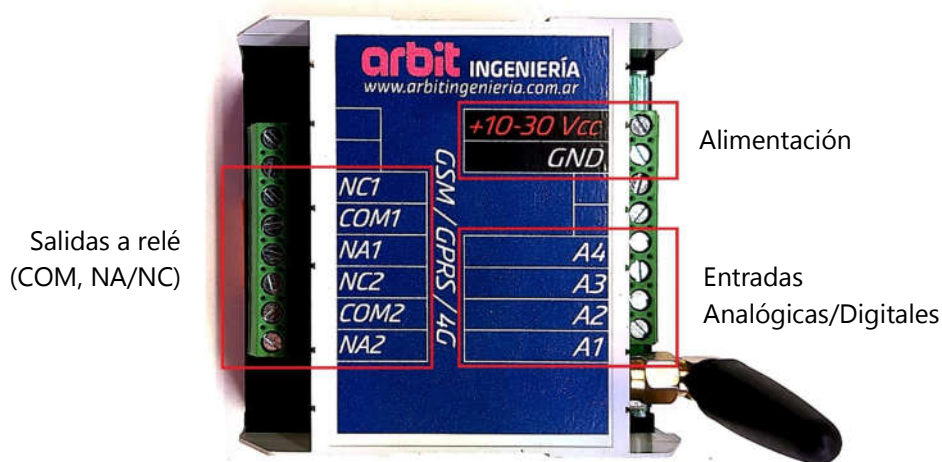 arbit INGENIERÍA
www.arbitingenieria.com.ar
+10-30 Vcc
GND
Alimentación
GSM / GPRS / 4G
NC1
COM1
NA1
NC2
COM2
NA2
Salidas a relé
(COM, NA/NC)
A4
A3
A2
A1
Entradas
Analógicas/Digitales